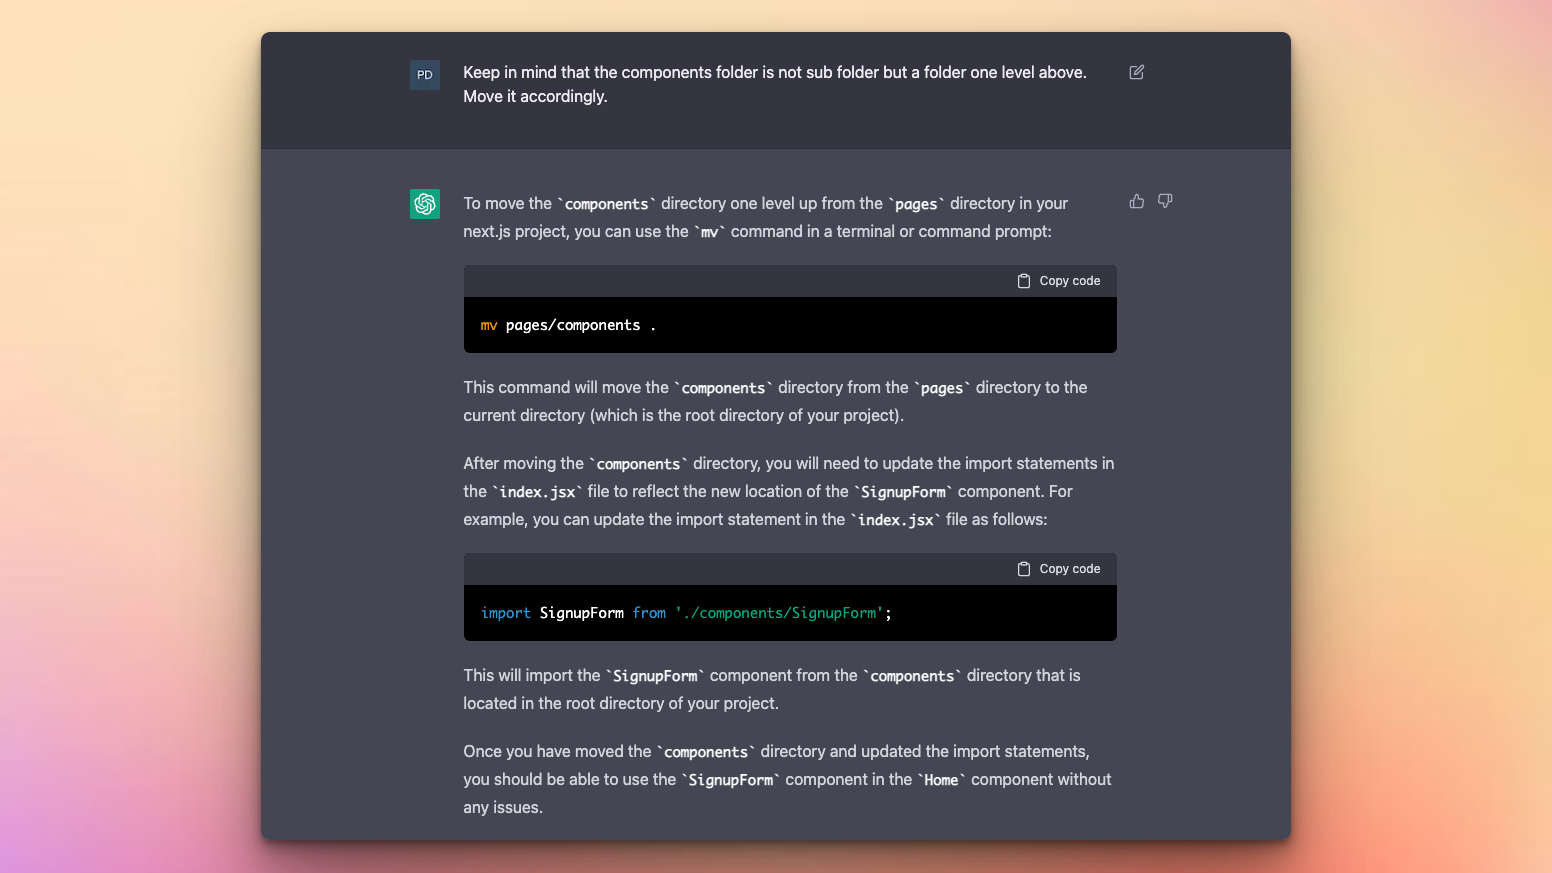 PD
Keep in mind that the components folder is not sub folder but a folder one level above.
Move it accordingly.
To move the `components` directory one level up from the `pages` directory in your
next.js project, you can use the `mv` command in a terminal or command prompt:
Copy code
mv pages/components .
This command will move the `components` directory from the `pages` directory to the
current directory (which is the root directory of your project).
After moving the `components` directory, you will need to update the import statements in
the `index.jsx` file to reflect the new location of the `SignupForm` component. For
example, you can update the import statement in the `index.jsx` file as follows:
Copy code
import SignupForm from './components/SignupForm';
This will import the `SignupForm` component from the `components` directory that is
located in the root directory of your project.
Once you have moved the `components` directory and updated the import statements,
you should be able to use the `SignupForm` component in the `Home` component without
any issues.